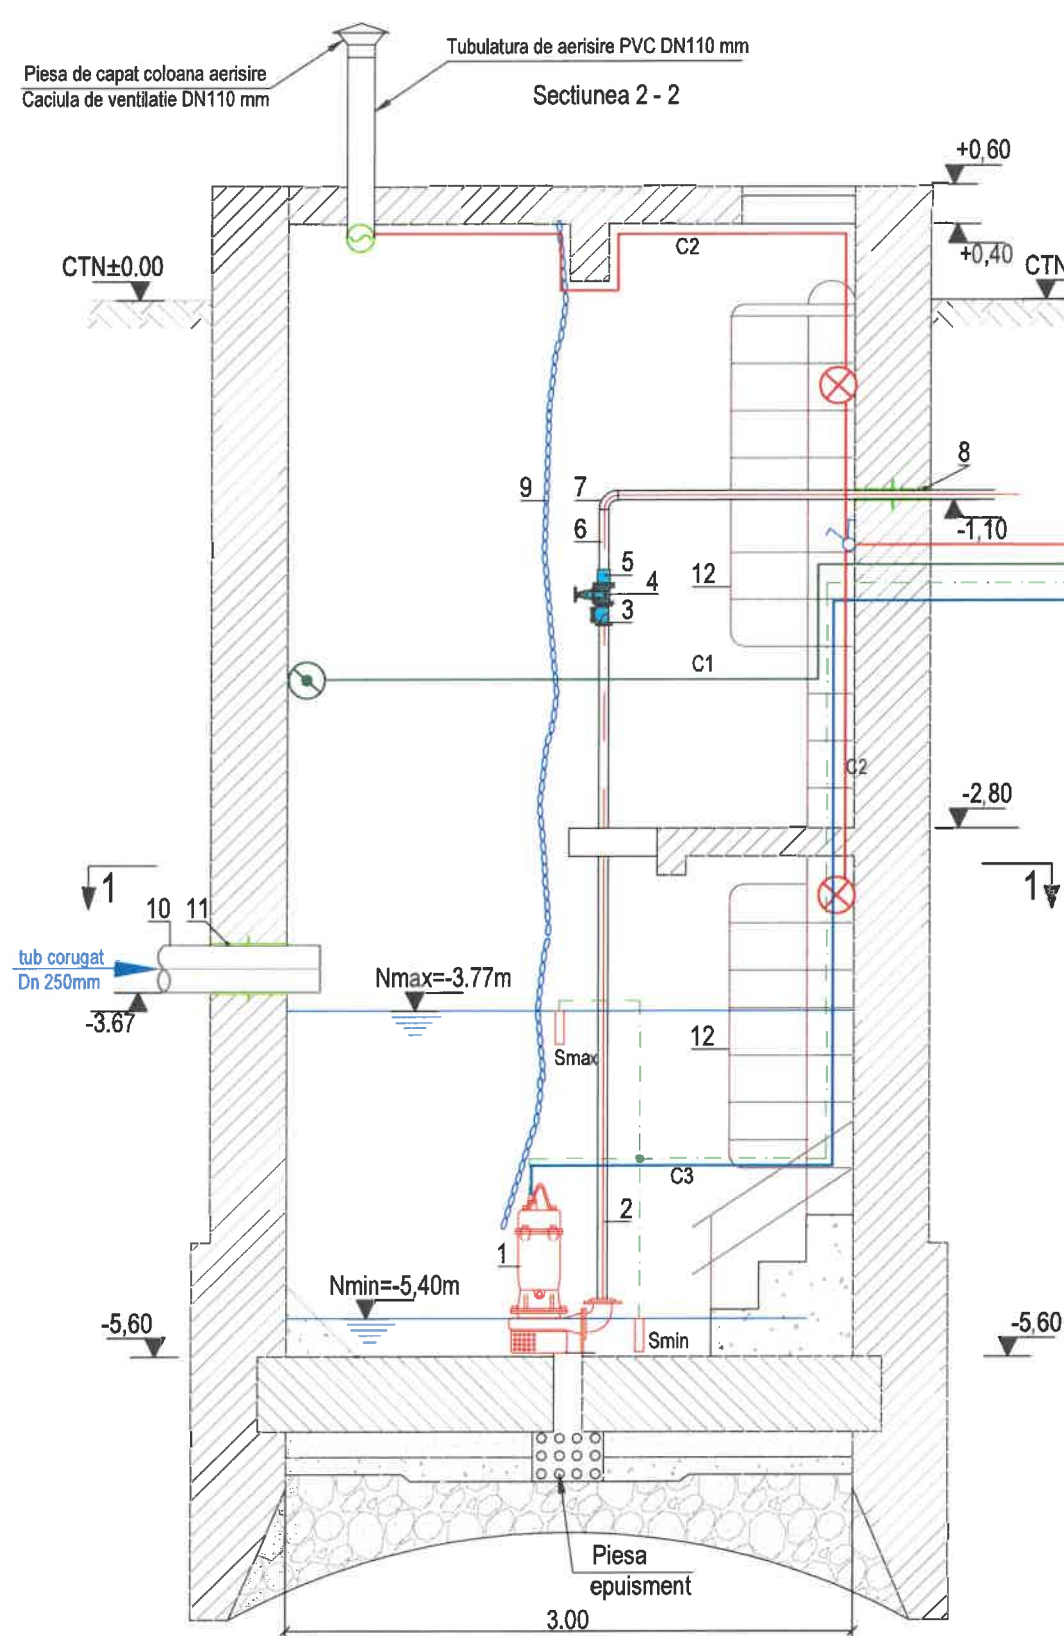 Piesa de capat coloana aerisire
Caciula de ventilatie DN110 mm
Tubulatura de aerisire PVC DN110 mm
Sectiunea 2 - 2
+0,60
+0,40
CTN±0.00
CTN
C2
8
9
7
-1,10
6
5
12
4
3
C1
C2
-2,80
1
1
10
11
tub corugat
Dn 250mm
-3.67
Nmax=-3.77m
Smax
12
C3
2
1
Nmin=-5,40m
-5,60
Smin
-5,60
Piesa
epuisment
3.00